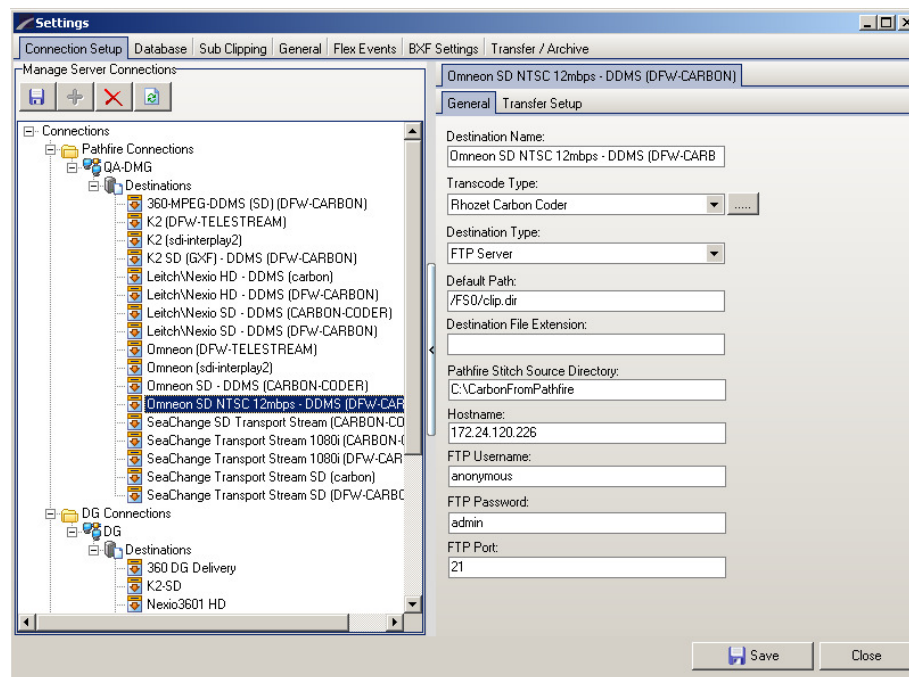 Settings
Connection Setup Database Sub Clipping General Flex Events BXF Settings Transfer / Archive
Manage Server Connections
Connections
Pathfire Connections
QA-DMG
Destinations
360-MPEG-DDMS (SD) (DFW-CARBON)
K2 (DFW-TELESTREAM)
K2 (sdi-interplay2)
K2 SD (GXF) - DDMS (DFW-CARBON)
Leitch\Nexio HD - DDMS (carbon)
Leitch\Nexio HD - DDMS (DFW-CARBON)
Leitch\Nexio SD - DDMS (CARBON-CODER)
Leitch\Nexio SD - DDMS (DFW-CARBON)
Omneon (DFW-TELESTREAM)
Omneon (sdi-interplay2)
Omneon SD - DDMS (CARBON-CODER)
Omneon SD NTSC 12mbps - DDMS (DFW-CAR
SeaChange SD Transport Stream (CARBON-CO
SeaChange Transport Stream 1080i (CARBON-(
SeaChange Transport Stream 1080i (DFW-CAR
SeaChange Transport Stream SD (carbon)
SeaChange Transport Stream SD (DFW-CARBC
DG Connections
DG
Destinations
360 DG Delivery
K2-SD
Nexio3601 HD
Omneon SD NTSC 12mbps - DDMS (DFW-CARBON)
General Transfer Setup
Destination Name:
Omneon SD NTSC 12mbps - DDMS (DFW-CARB
Transcode Type:
Rhozet Carbon Coder .....
Destination Type:
FTP Server
Default Path:
/FS0/clip.dir
Destination File Extension:
Pathfire Stitch Source Directory:
C:\CarbonFromPathfire
Hostname:
172.24.120.226
FTP Username:
anonymous
FTP Password:
admin
FTP Port:
21
Save Close